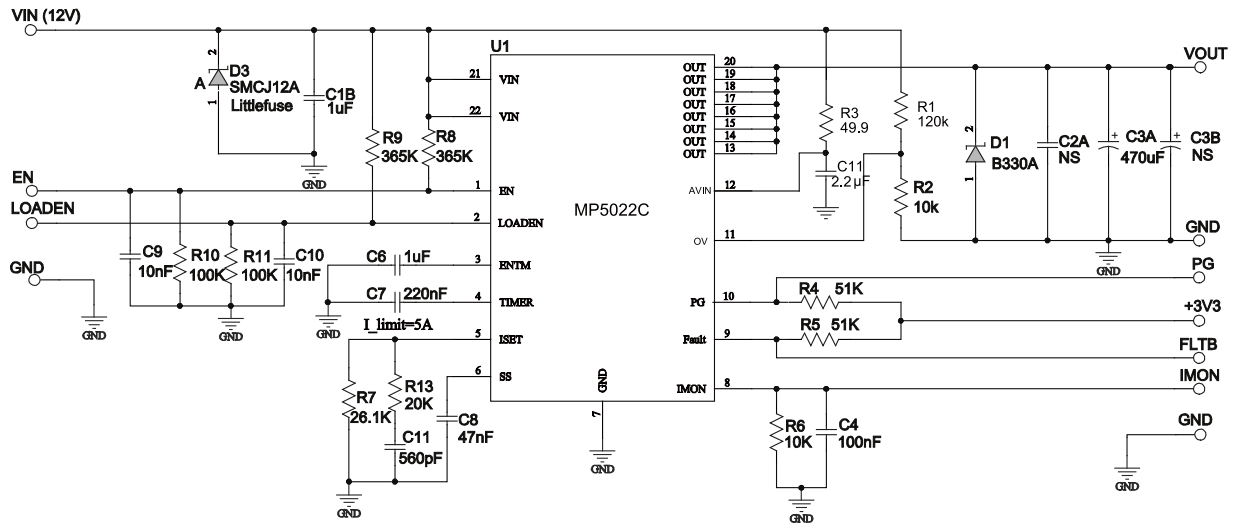 VIN (12V)
U1
2
D3
A
SMCJ12A
Littlefuse
1
C1B
1uF
GND
R9
365K
R8
365K
21
VIN
22
VIN
EN
1
EN
LOADEN
2
LOADEN
C9
10nF
R10
100K
R11
100K
C10
10nF
GND
GND
GND
C6
1uF
3
ENTM
C7
220nF
4
TIMER
GND
I_limit=5A
5
ISET
6
SS
R7
26.1K
R13
20K
C11
560pF
C8
47nF
GND
MP5022C
GND
7
GND
OUT
20
OUT
19
OUT
18
OUT
17
OUT
16
OUT
15
OUT
14
OUT
13
AVIN
12
OV
11
PG
10
Fault
9
IMON
8
R3
49.9
C11
2.2μF
GND
R1
120k
R2
10k
2
D1
B330A
1
C2A
NS
+
C3A
470uF
+
C3B
NS
VOUT
GND
GND
PG
R4
51K
R5
51K
+3V3
FLTB
IMON
R6
10K
C4
100nF
GND
GND
GND